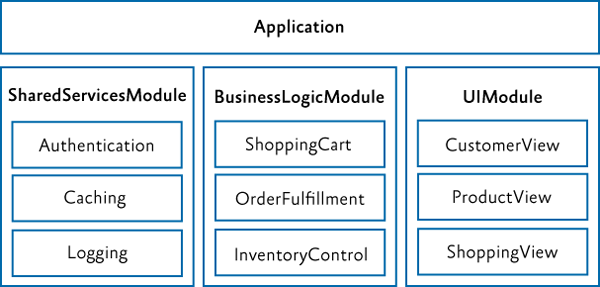 Application
SharedServicesModule
Authentication
Caching
Logging
BusinessLogicModule
ShoppingCart
OrderFulfillment
InventoryControl
UIModule
CustomerView
ProductView
ShoppingView